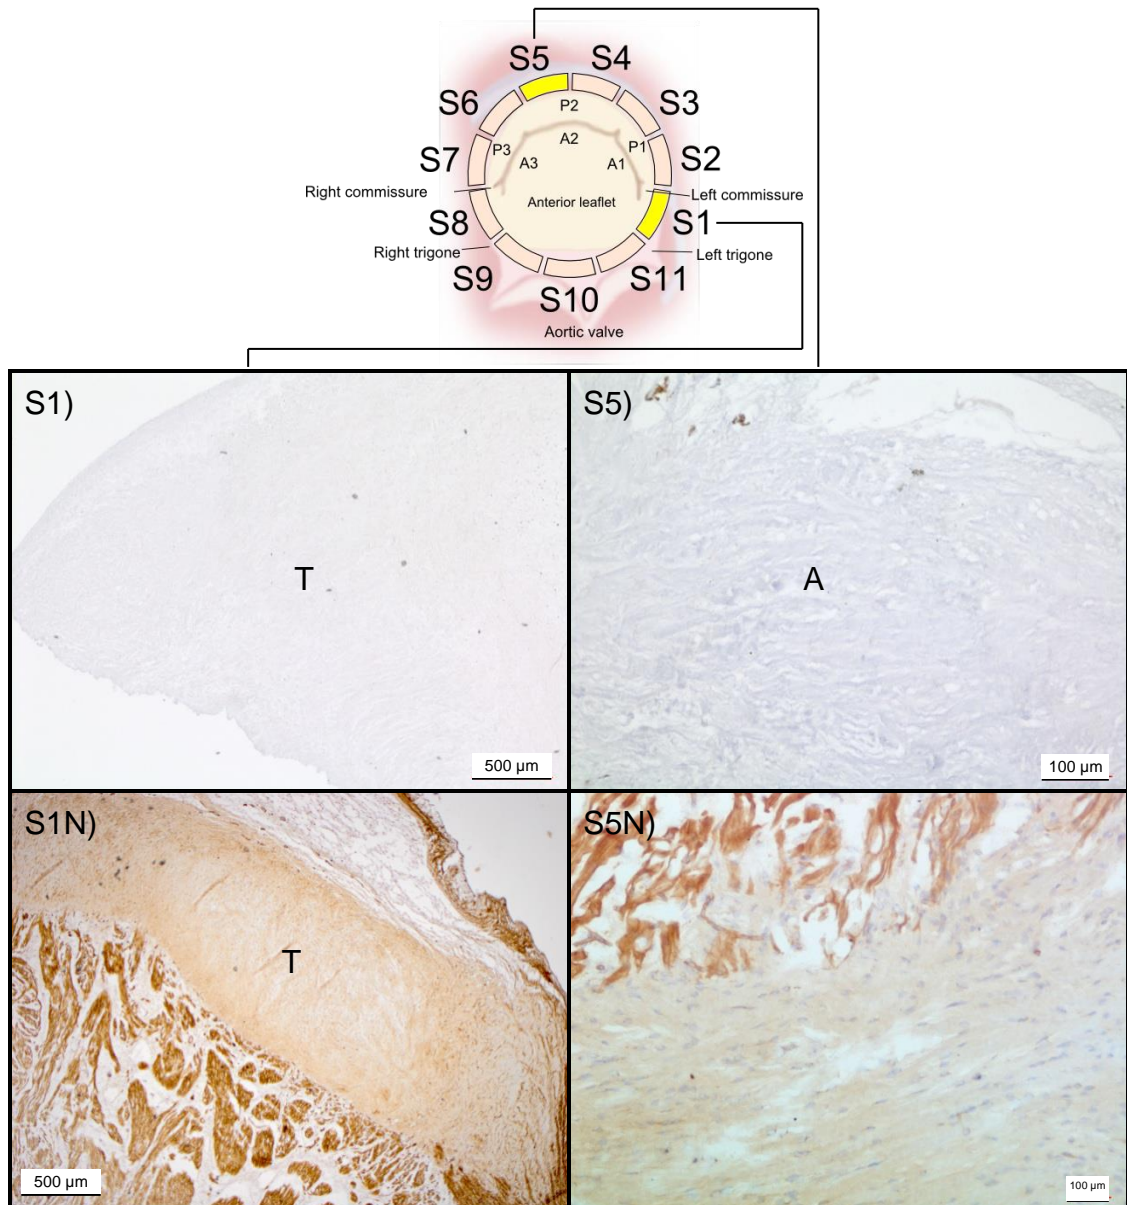 S5 S4
S6 S3
P2
A2
S7 P3 A3 P1 A1 S2
Right commissure Left commissure
Anterior leaflet
S8 S1
Right trigone Left trigone
S9 S11
S10
Aortic valve
S1) S5)
T A
500 µm 100 µm
S1N) S5N)
T
500 µm 100 µm